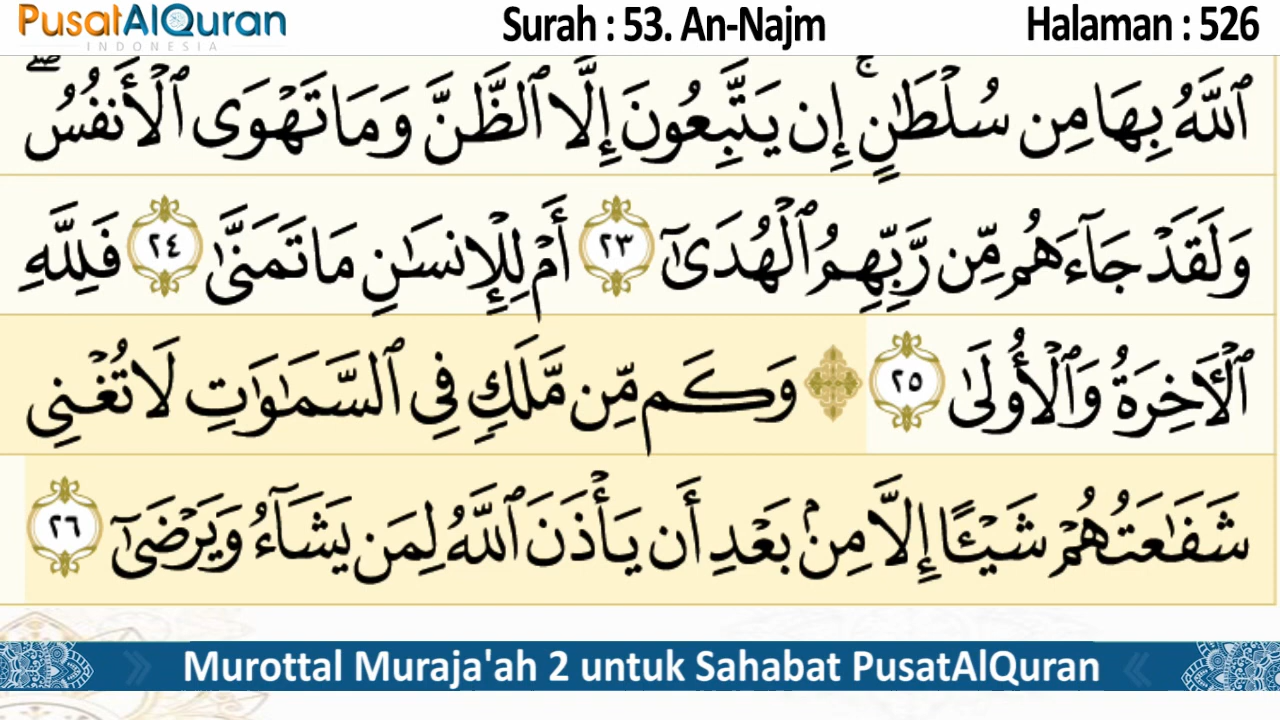 PusatAlQuran
INDONESIA
Surah : 53. An-Najm
Halaman : 526
ٱللَّهُ بِهَا مِن سُلْطَٰنٍ ۚ إِن يَتَّبِعُونَ إِلَّا ٱلظَّنَّ وَمَا تَهْوَى ٱلْأَنفُسُ ۖ
وَلَقَدْ جَآءَهُم مِّن رَّبِّهِمُ ٱلْهُدَىٰٓ ٢٣ أَمْ لِلْإِنسَٰنِ مَا تَمَنَّىٰ ٢٤ فَلِلَّهِ
ٱلْءَاخِرَةُ وَٱلْأُولَىٰ ٢٥ ۞ وَكَم مِّن مَّلَكٍ فِى ٱلسَّمَٰوَٰتِ لَا تُغْنِى
شَفَٰعَتُهُمْ شَيْـًٔا إِلَّا مِنۢ بَعْدِ أَن يَأْذَنَ ٱللَّهُ لِمَن يَشَآءُ وَيَرْضَىٰٓ ٢٦
Murottal Muraja'ah 2 untuk Sahabat PusatAlQuran